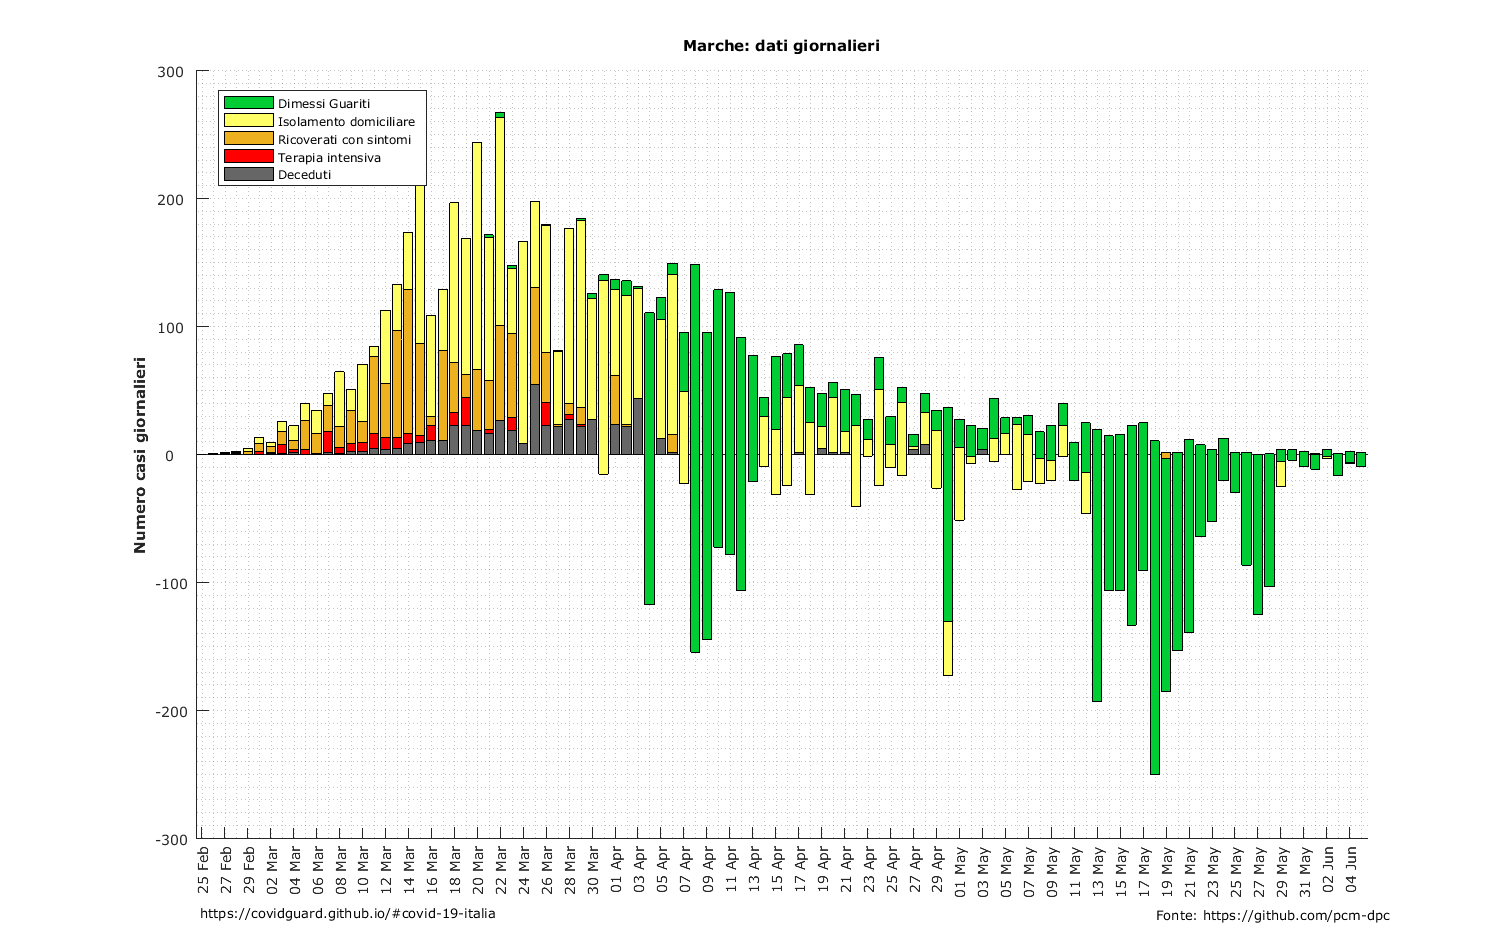 Marche: dati giornalieri
Dimessi Guariti
Isolamento domiciliare
Ricoverati con sintomi
Terapia intensiva
Deceduti
Numero casi giornalieri
300
200
100
0
-100
-200
-300
25 Feb
27 Feb
29 Feb
02 Mar
04 Mar
06 Mar
08 Mar
10 Mar
12 Mar
14 Mar
16 Mar
18 Mar
20 Mar
22 Mar
24 Mar
26 Mar
28 Mar
30 Mar
01 Apr
03 Apr
05 Apr
07 Apr
09 Apr
11 Apr
13 Apr
15 Apr
17 Apr
19 Apr
21 Apr
23 Apr
25 Apr
27 Apr
29 Apr
01 May
03 May
05 May
07 May
09 May
11 May
13 May
15 May
17 May
19 May
21 May
23 May
25 May
27 May
29 May
31 May
02 Jun
04 Jun
https://covidguard.github.io/#covid-19-italia
Fonte: https://github.com/pcm-dpc